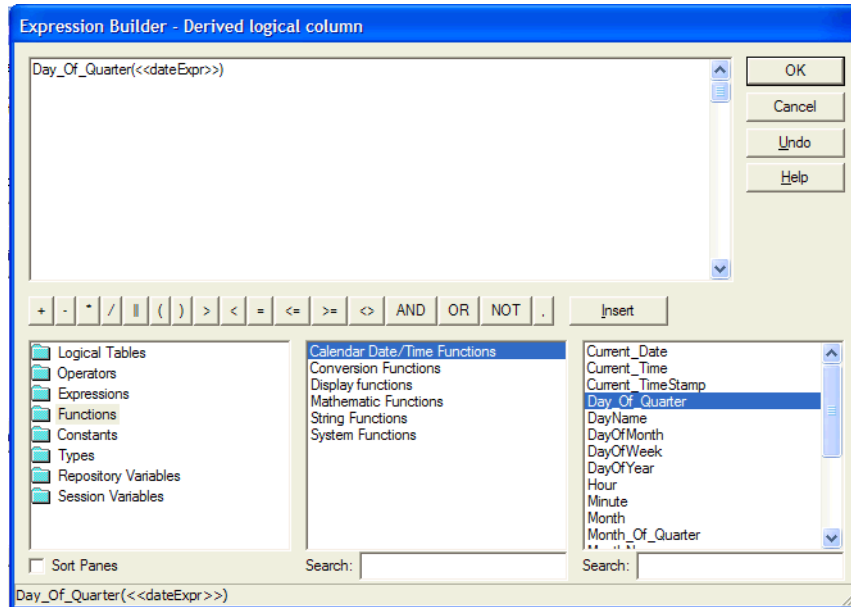 Expression Builder - Derived logical column
Day_Of_Quarter(<<dateExpr>>)
OK
Cancel
Undo
Help
+ - * / || ( ) > < = <= >= <> AND OR NOT ,
Insert
Logical Tables
Operators
Expressions
Functions
Constants
Types
Repository Variables
Session Variables
Calendar Date/Time Functions
Conversion Functions
Display functions
Mathematic Functions
String Functions
System Functions
Current_Date
Current_Time
Current_TimeStamp
Day_Of_Quarter
DayName
DayOfMonth
DayOfWeek
DayOfYear
Hour
Minute
Month
Month_Of_Quarter
Sort Panes
Search:
Search:
Day_Of_Quarter(<<dateExpr>>)